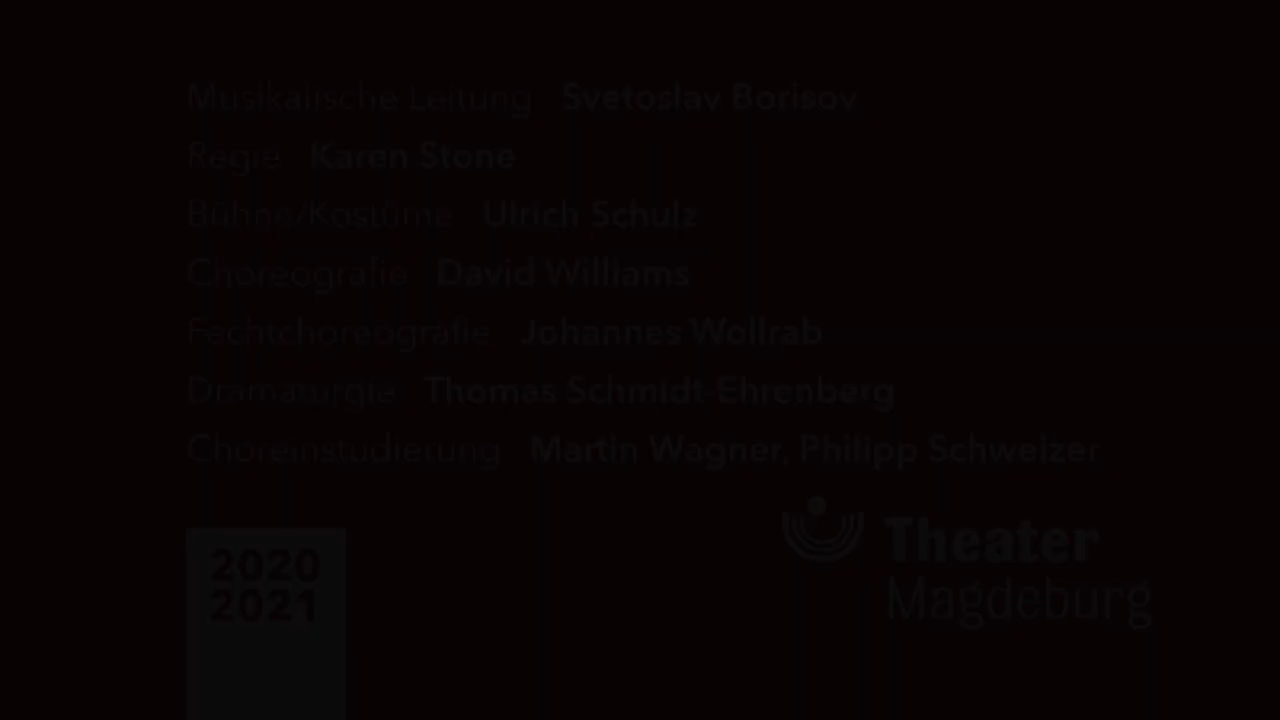 Musikalische Leitung Svetoslav Borisov
Regie Karen Stone
Bühne/Kostüme Ulrich Schulz
Choreografie David Williams
Fechtchoreografie Johannes Wollrab
Dramaturgie Thomas Schmidt-Ehrenberg
Choreinstudierung Martin Wagner, Philipp Schweizer
2020
2021
Theater
Magdeburg